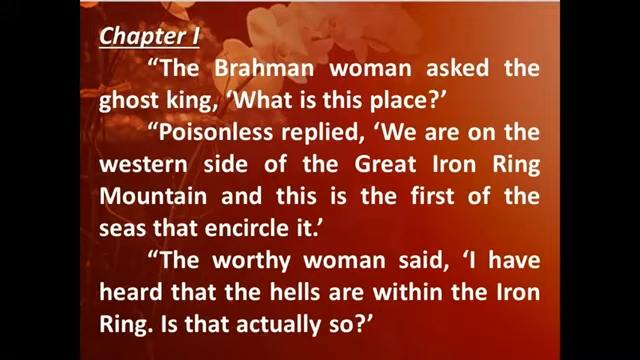 Chapter I
“The Brahman woman asked the
ghost king, ‘What is this place?’
“Poisonless replied, ‘We are on the
western side of the Great Iron Ring
Mountain and this is the first of the
seas that encircle it.’
“The worthy woman said, ‘I have
heard that the hells are within the Iron
Ring. Is that actually so?’